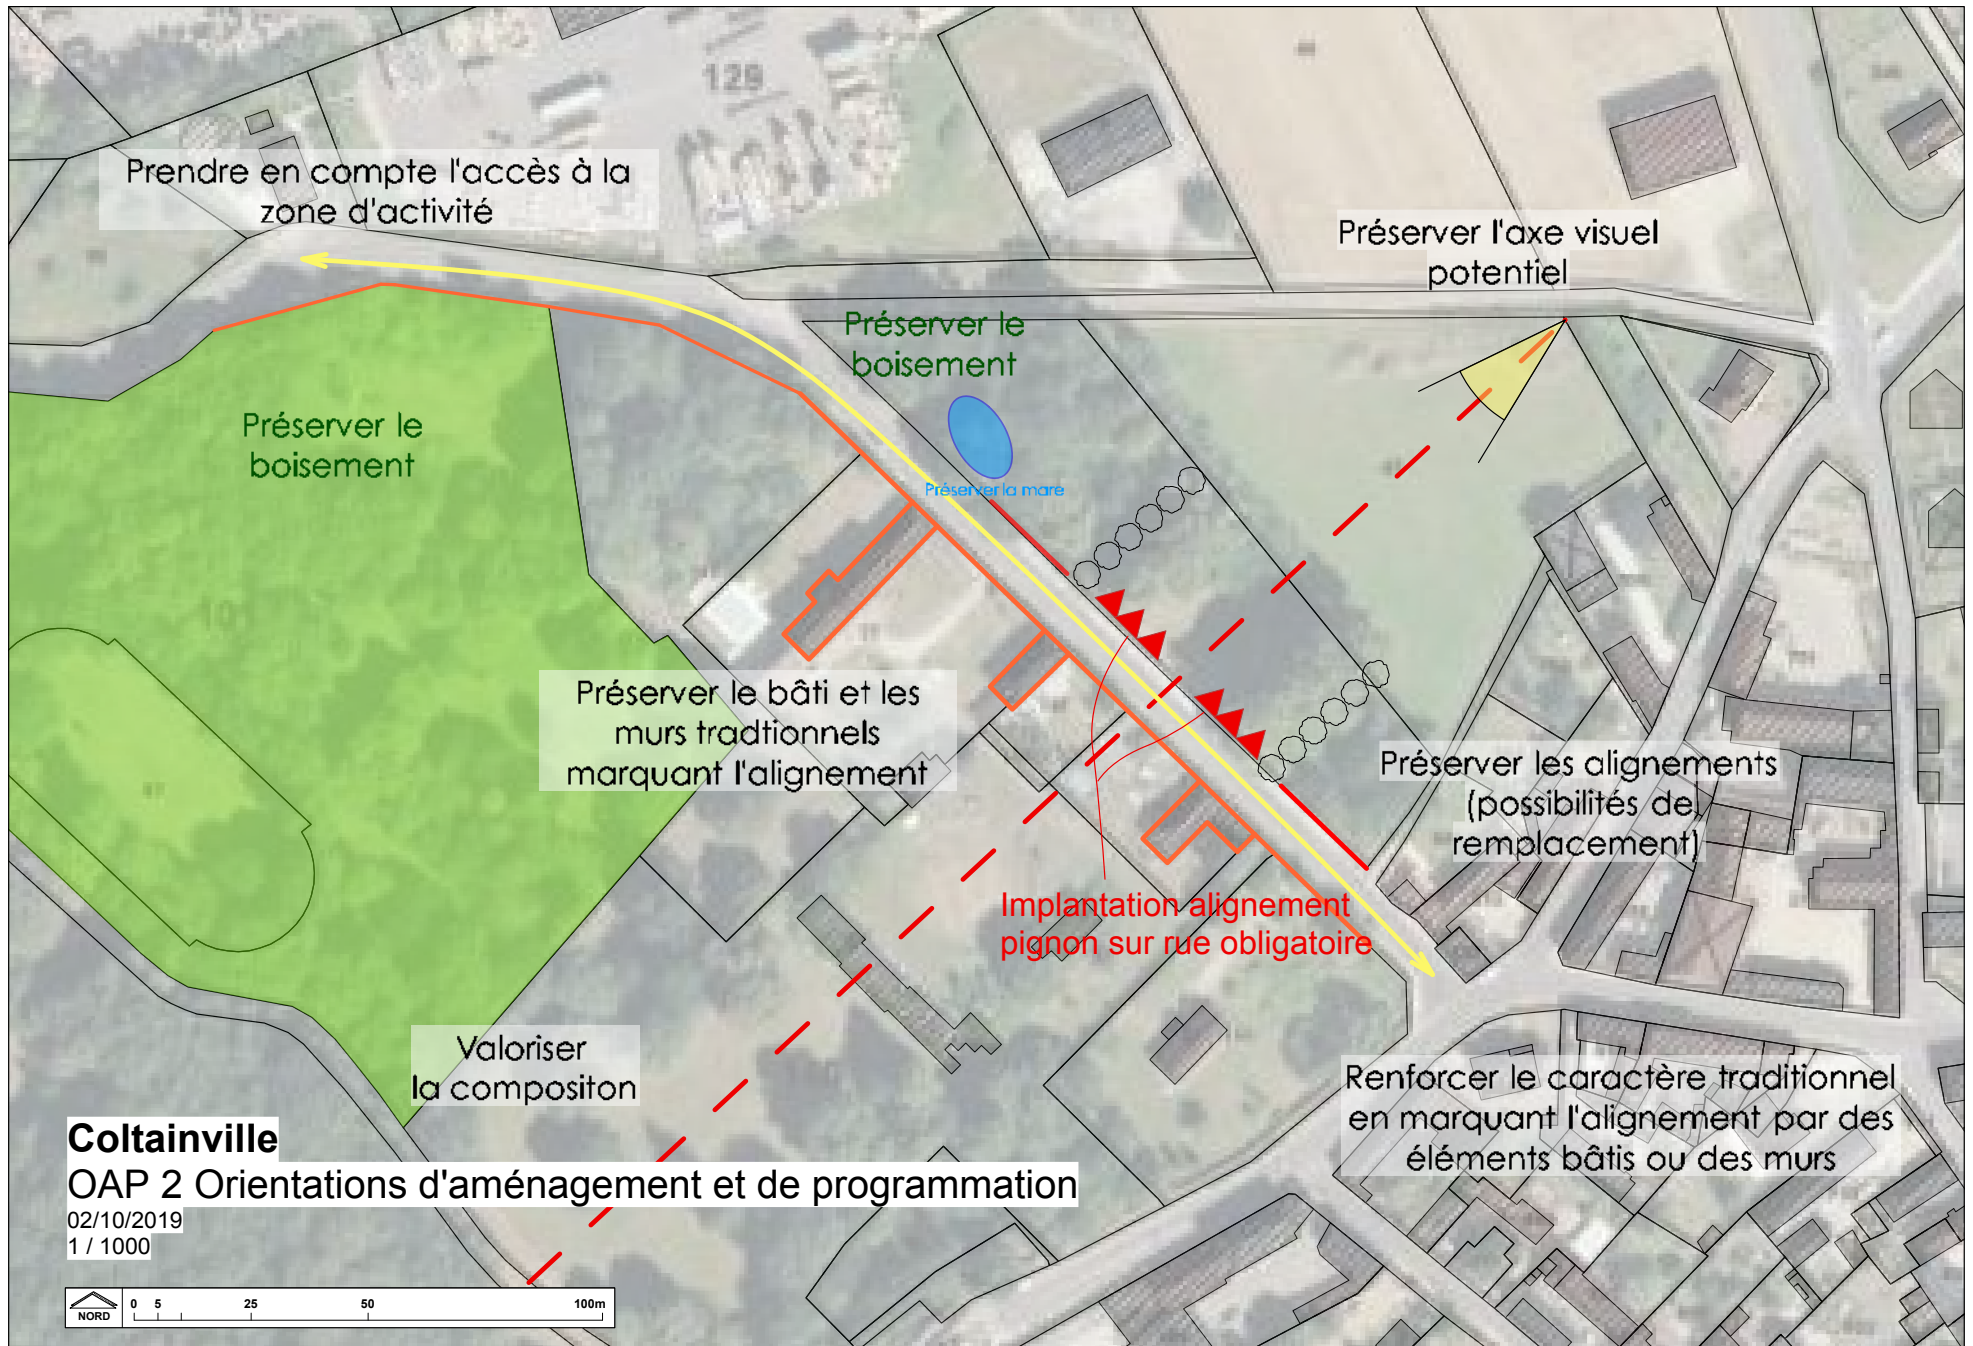 129
Prendre en compte l'accès à la
zone d'activité
Préserver l'axe visuel
potentiel
Préserver le
boisement
Préserver le
boisement
Préserver la mare
Préserver le bâti et les
murs tradtionnels
marquant l'alignement
Préserver les alignements
(possibilités de
remplacement)
Implantation alignement
pignon sur rue obligatoire
Valoriser
la compositon
Renforcer le caractère traditionnel
en marquant l'alignement par des
éléments bâtis ou des murs
Coltainville
OAP 2 Orientations d'aménagement et de programmation
02/10/2019
1 / 1000
NORD
0 5 25 50 100m